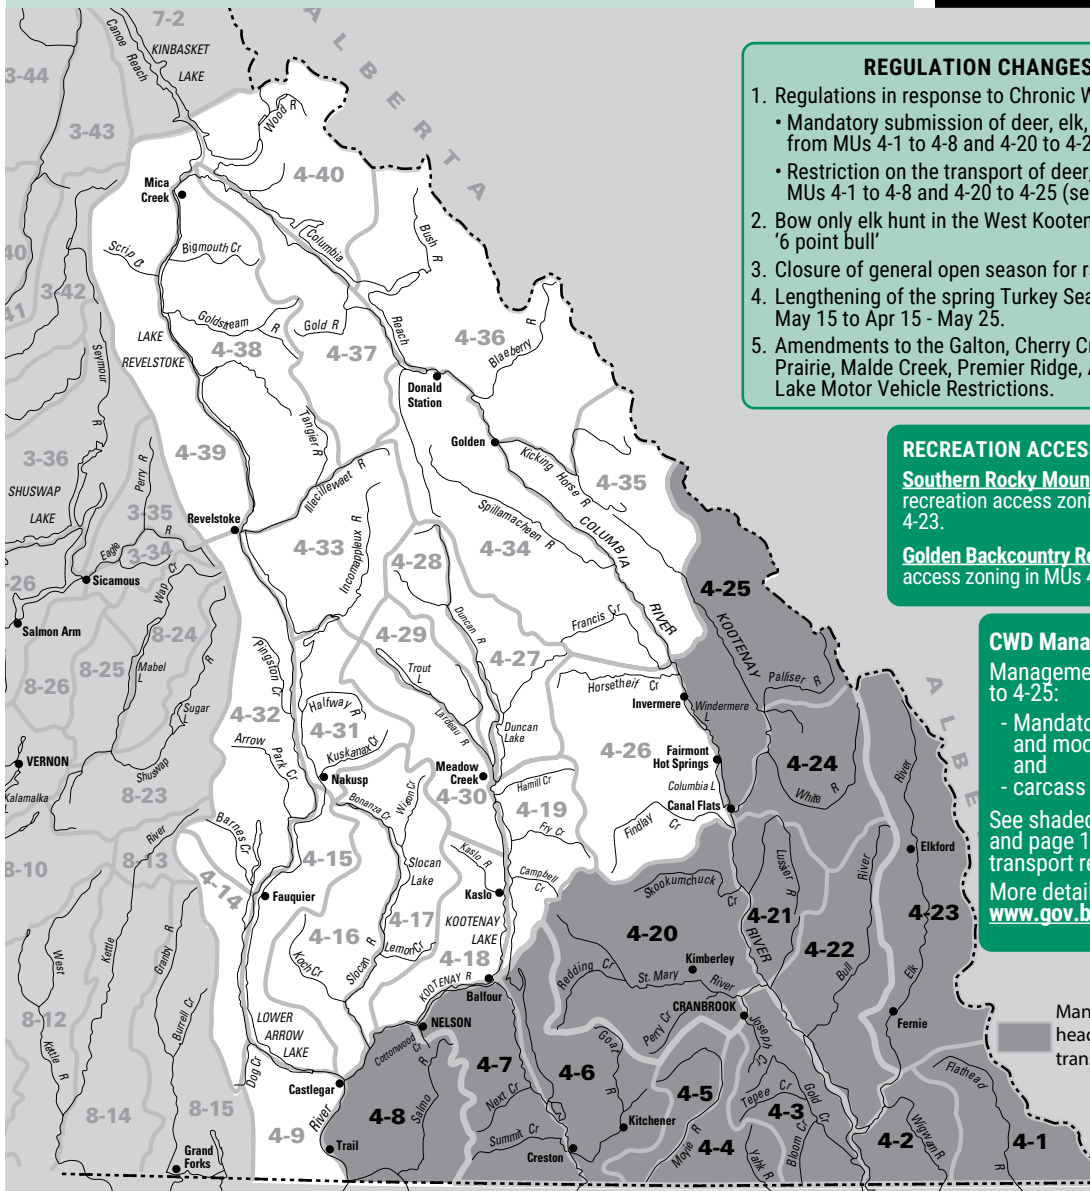 REGULATION CHANGES
1. Regulations in response to Chronic W
• Mandatory submission of deer, elk,
from MUs 4-1 to 4-8 and 4-20 to 4-2
• Restriction on the transport of deer,
MUs 4-1 to 4-8 and 4-20 to 4-25 (se
2. Bow only elk hunt in the West Kooten
‘6 point bull’
3. Closure of general open season for r
4. Lengthening of the spring Turkey Sea
May 15 to Apr 15 - May 25.
5. Amendments to the Galton, Cherry C
Prairie, Malde Creek, Premier Ridge, 
Lake Motor Vehicle Restrictions.
RECREATION ACCESS
Southern Rocky Moun
recreation access zoni
4-23.
Golden Backcountry Re
access zoning in MUs 4
CWD Mana
Manageme
to 4-25:
- Mandato
and moo
and
- carcass
See shaded
and page 1
transport re
More detail
www.gov.b
Man
head
tran
ALBERTA
ALBE
7-2
Canoe Reach
KINBASKET
LAKE
3-44
3-43
Wood R
4-40
Mica
Creek
Scrip Cr
Bigmouth Cr
Columbia
Reach
Bush R
40
3-42
41
Goldstream R
Gold R
LAKE
REVELSTOKE
4-38
4-37
4-36
Blaeberry R
Seymour R
Donald
Station
Tangier R
Golden
4-39
3-36
Perry R
SHUSWAP
LAKE
3-35
Illecillewaet R
Kicking Horse R
4-35
Revelstoke
Spillamacheen R
COLUMBIA
RIVER
Eagle R
3-34
4-33
Incomappleux R
4-28
4-34
-26
Sicamous
Wap Cr
4-25
Salmon Arm
8-24
KOOTENAY
Francis Cr
Duncan R
4-29
8-25
Mabel
L
Pingston Cr
Trout
L
4-27
Palliser R
8-26
Horsetheif Cr
Sugar
L
R
Halfway R
Invermere
Windermere
L
4-32
4-31
Lardeau R
Duncan
Lake
Arrow
Park Cr
Kuskanax Cr
4-26
Fairmont
Hot Springs
4-24
River
VERNON
Shuswap
Nakusp
Meadow
Creek
Hamill Cr
Columbia L
White R
Kalamalka
L
8-23
Bonanza Cr
Wilson Cr
4-30
4-19
Canal Flats
Findlay Cr
River
Barnes Cr
Fry Cr
8-10
8-13
4-15
Kaslo R
Lussier R
River
Elkford
4-14
Slocan
Lake
Campbell
Cr
Skookumchuck
Cr
Fauquier
Kaslo
4-21
4-23
4-17
KOOTENAY
LAKE
RIVER
4-16
4-20
4-22
West
Kettle
Granby R
Koch Cr
Slocan R
Lemon Cr
4-18
Kimberley
Redding Cr
St. Mary River
Bull
Elk
KOOTENAY R
Balfour
CRANBROOK
8-12
Burrell Cr
LOWER
ARROW
LAKE
NELSON
Perry Cr
Joseph Cr
Fernie
Kettle R
Cottonwood
Cr
Goat R
4-7
4-6
Flathead
R
Dog Cr
Castlegar
4-5
Tepee Cr
Gold Cr
Next Cr
8-14
8-15
River
4-8
Salmo R
Kitchener
4-3
4-9
Summit Cr
Moyie R
4-4
Bloom Cr
4-2
Wigwam R
4-1
Grand
Forks
Trail
Creston
Yahk R